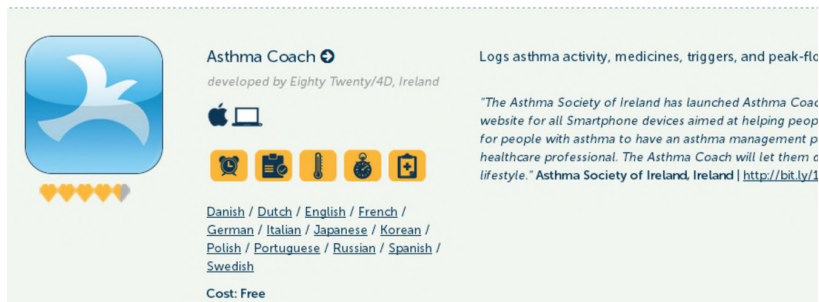 Asthma Coach
developed by Eighty Twenty/4D, Ireland
Danish / Dutch / English / French /
German / Italian / Japanese / Korean /
Polish / Portuguese / Russian / Spanish /
Swedish
Cost: Free
Logs asthma activity, medicines, triggers, and peak-flo
"The Asthma Society of Ireland has launched Asthma Coac
website for all Smartphone devices aimed at helping peop
for people with asthma to have an asthma management p
healthcare professional. The Asthma Coach will let them
lifestyle." Asthma Society of Ireland, Ireland | http://bit.ly/1